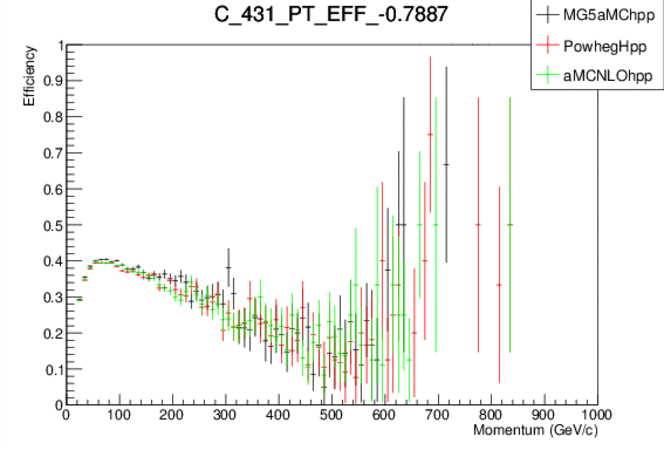 C_431_PT_EFF_-0.7887
MG5aMChpp
PowhegHpp
aMCNLOhpp
Efficiency
1
0.9
0.8
0.7
0.6
0.5
0.4
0.3
0.2
0.1
0
0 100 200 300 400 500 600 700 800 900 1000
Momentum (GeV/c)